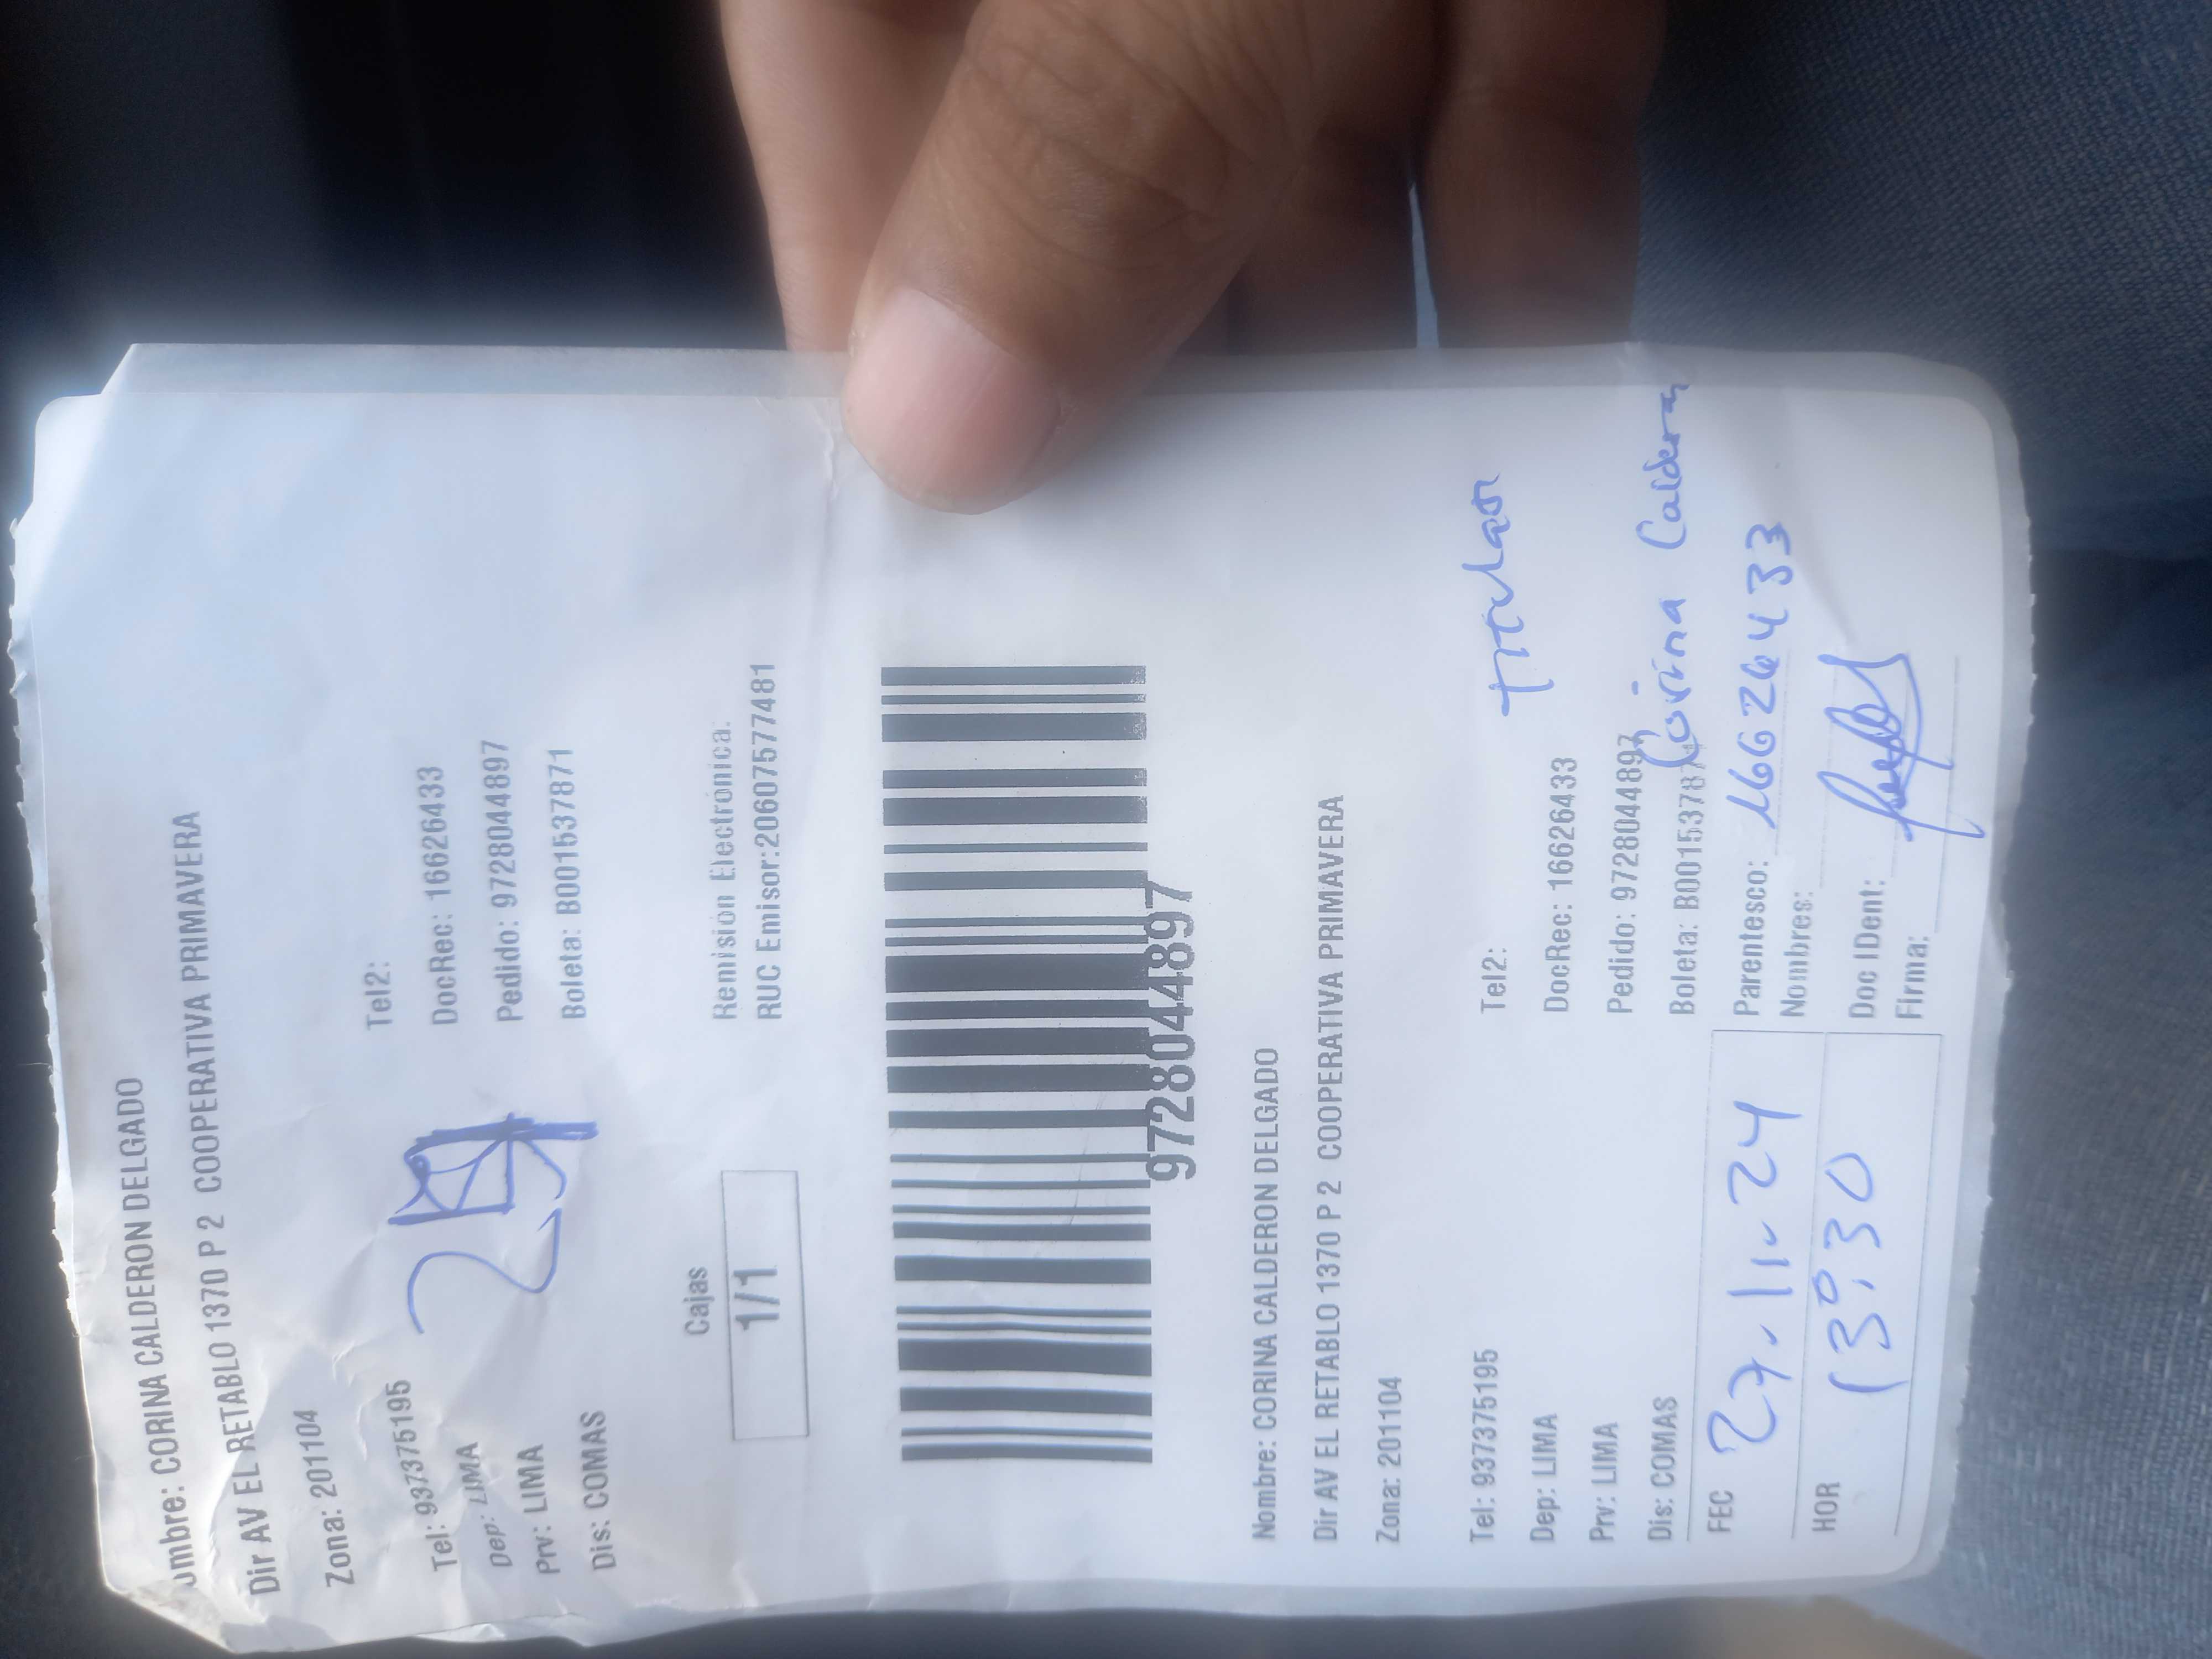 ombre: CORINA CALDERON DELGADO
Dir AV EL RETABLO 1370 P 2 COOPERATIVA PRIMAVERA
Zona: 201104
Tel: 937375195 Tel2:
Dep: LIMA DocRec: 16626433
Prv: LIMA Pedido: 9728044897
Dis: COMAS Boleta: B001537871
Cajas Remisión Electrónica:
1/1 RUC Emisor:20607577481
9728044897
Nombre: CORINA CALDERON DELGADO
Dir AV EL RETABLO 1370 P 2 COOPERATIVA PRIMAVERA
Zona: 201104
Tel: 937375195 Tel2: titular
Dep: LIMA DocRec: 16626433
Prv: LIMA Pedido: 9728044897
Dis: COMAS Boleta: B00153787 Corina Calderon
FEC 27.11.24 Parentesco: 16626433
Nombres:
HOR 13:30 Doc IDent:
Firma: